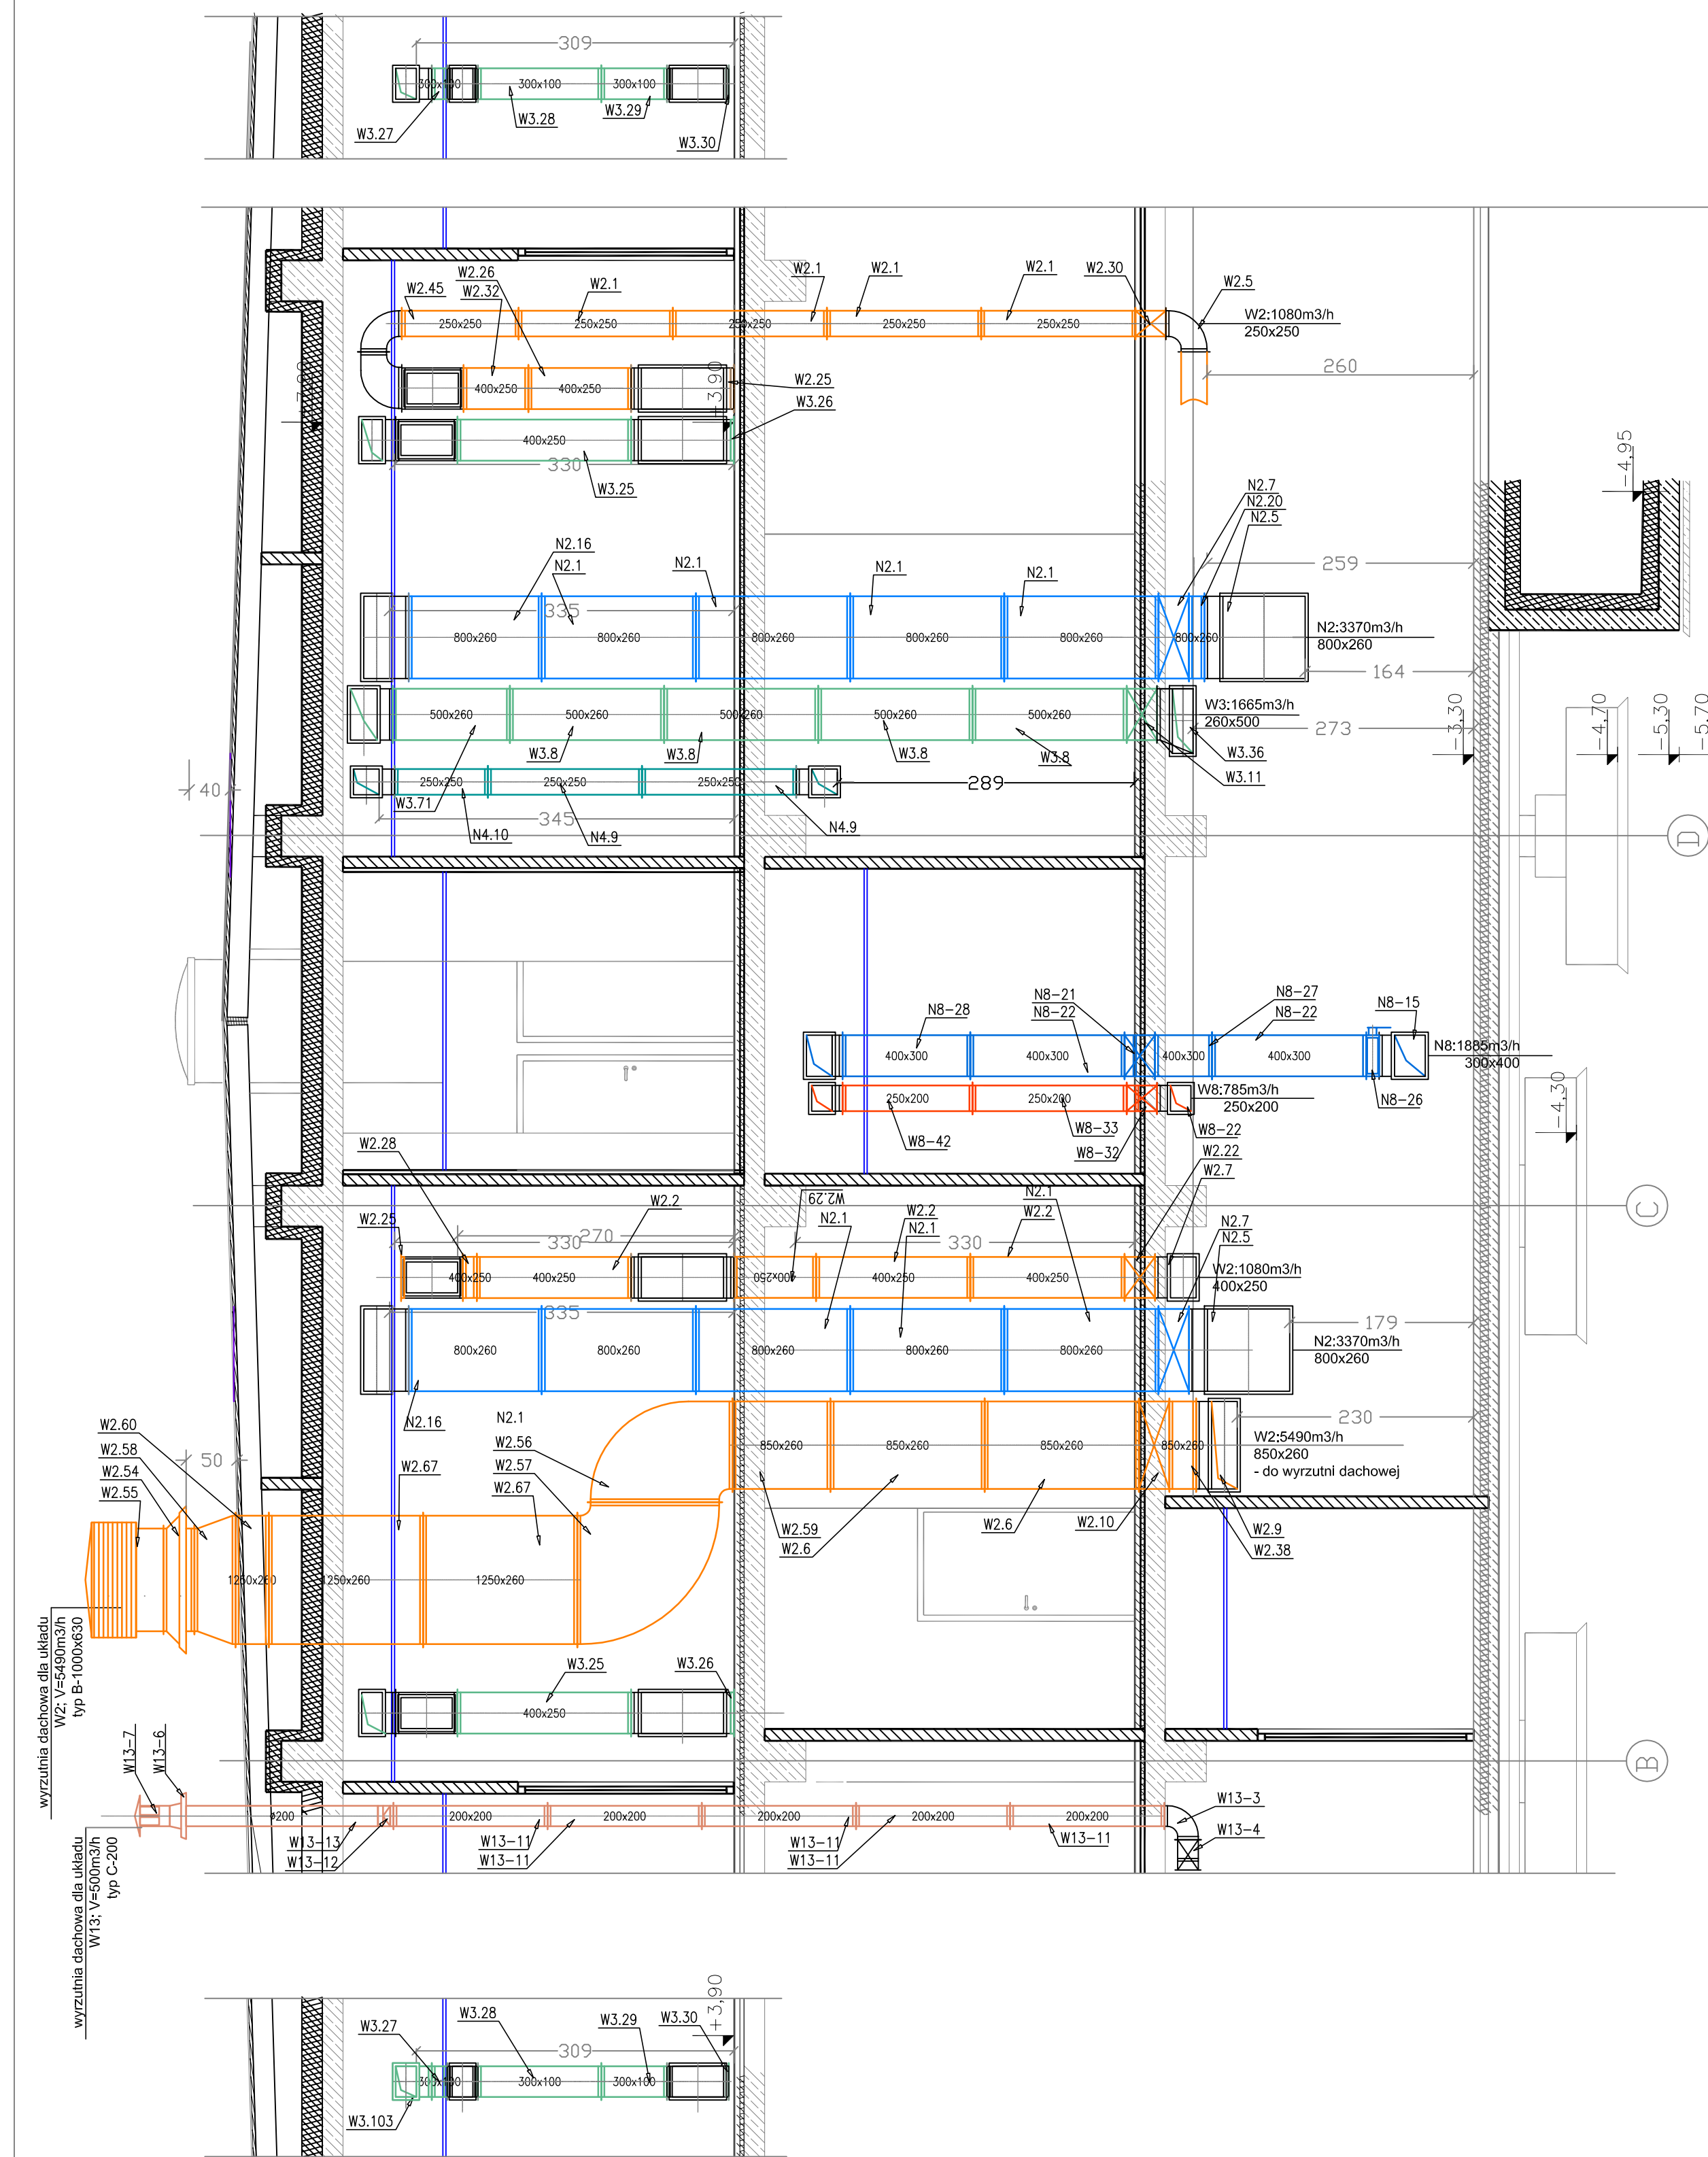 309
300x100
300x100
300x100
W3.27
W3.28
W3.29
W3.30
W2.45
W2.26
W2.32
W2.1
W2.1
W2.1
W2.1
W2.30
W2.5
W2:1080m3/h
250x250
250x250
250x250
250x250
250x250
250x250
260
400x250
400x250
+3,90
W2.25
W3.26
400x250
330
W3.25
-4,95
N2.7
N2.20
N2.5
N2.16
N2.1
N2.1
N2.1
N2.1
259
335
800x260
800x260
800x260
800x260
800x260
800x260
N2:3370m3/h
800x260
164
500x260
500x260
500x260
500x260
500x260
W3:1665m3/h
260x500
273
-3,30
-4,70
-5,30
-5,70
W3.8
W3.8
W3.8
W3.8
W3.36
W3.11
40
250x250
250x250
250x250
289
W3.71
345
N4.10
N4.9
N4.9
D
N8-28
N8-21
N8-22
N8-27
N8-22
N8-15
400x300
400x300
400x300
400x300
N8:1885m3/h
300x400
250x200
250x200
W8:785m3/h
250x200
N8-26
-4,30
W8-42
W8-33
W8-22
W8-32
W2.22
W2.7
W2.28
W2.2
W2.25
W2.29
N2.1
W2.2
N2.1
N2.1
W2.2
C
N2.7
N2.5
270
330
330
400x250
400x250
400x250
400x250
400x250
W2:1080m3/h
400x250
335
179
800x260
800x260
800x260
800x260
800x260
N2:3370m3/h
800x260
N2.16
N2.1
W2.60
W2.58
W2.54
W2.55
50
W2.67
W2.56
W2.57
W2.67
850x260
850x260
850x260
850x260
230
W2:5490m3/h
850x260
- do wyrzutni dachowej
W2.59
W2.6
W2.6
W2.10
W2.9
W2.38
1250x260
1250x260
1250x260
wyrzutnia dachowa dla układu
W2; V=5490m3/h
typ B-1000x630
W3.25
W3.26
400x250
B
W13-7
W13-6
ø200
200x200
200x200
200x200
200x200
200x200
W13-3
W13-4
W13-13
W13-12
W13-11
W13-11
W13-11
W13-11
W13-11
wyrzutnia dachowa dla układu
W13; V=500m3/h
typ C-200
+3,90
W3.27
W3.28
W3.29
W3.30
309
300x100
300x100
300x100
W3.103